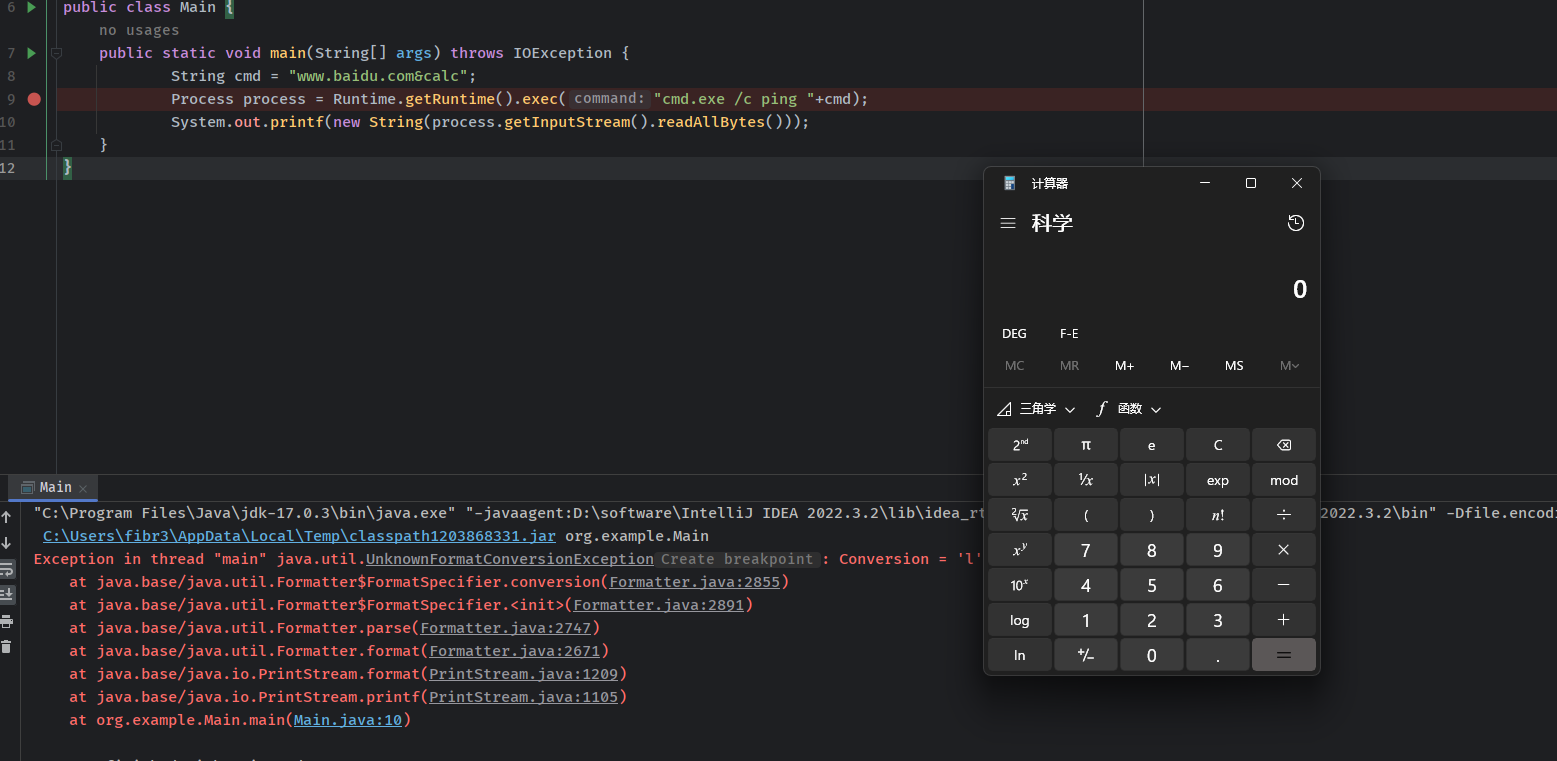 6 public class Main {
no usages
7 public static void main(String[] args) throws IOException {
8 String cmd = "www.baidu.com&calc";
9 Process process = Runtime.getRuntime().exec( command: "cmd.exe /c ping "+cmd);
10 System.out.printf(new String(process.getInputStream().readAllBytes()));
11 }
12 }
计算器
科学
0
DEG F-E
MC MR M+ M− MS M
三角学 f 函数
2ⁿᵈ π e C
x² ¹/x |x| exp mod
²√x ( ) n! ÷
xʸ 7 8 9 ×
10ˣ 4 5 6 −
log 1 2 3 +
ln +/− 0 . =
Main
"C:\Program Files\Java\jdk-17.0.3\bin\java.exe" "-javaagent:D:\software\IntelliJ IDEA 2022.3.2\lib\idea_rt 2022.3.2\bin" -Dfile.encodi
C:\Users\fibr3\AppData\Local\Temp\classpath1203868331.jar org.example.Main
Exception in thread "main" java.util.UnknownFormatConversionException Create breakpoint : Conversion = 'l'
at java.base/java.util.Formatter$FormatSpecifier.conversion(Formatter.java:2855)
at java.base/java.util.Formatter$FormatSpecifier.<init>(Formatter.java:2891)
at java.base/java.util.Formatter.parse(Formatter.java:2747)
at java.base/java.util.Formatter.format(Formatter.java:2671)
at java.base/java.io.PrintStream.format(PrintStream.java:1209)
at java.base/java.io.PrintStream.printf(PrintStream.java:1105)
at org.example.Main.main(Main.java:10)